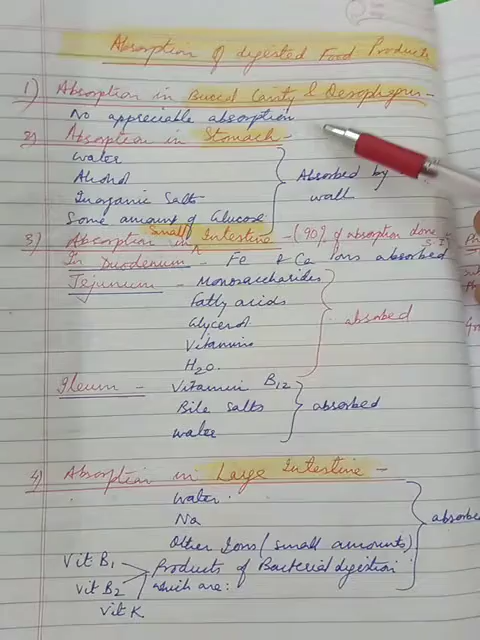 Absorption of digested Food Products
1) Absorption in Buccal Cavity & Oesophagus -
No appreciable absorption
2) Absorption in Stomach -
Water
Alcohol
Inorganic Salts
Some amount of Glucose
Absorbed by
wall
3) Absorption in Small Intestine - (90% of absorption done
S.I)
In Duodenum - Fe & Ca Ions absorbed
Jejunum - Monosaccharides
Fatty acids
Glycerol
Vitamins
H2O.
absorbed
Ileum - Vitamin B12
Bile Salts
water
absorbed
4) Absorption in Large Intestine -
Water.
Na
Other Ions (small amounts)
Products of Bacterial digestion
which are:
absorbed
Vit B1
Vit B2
Vit K